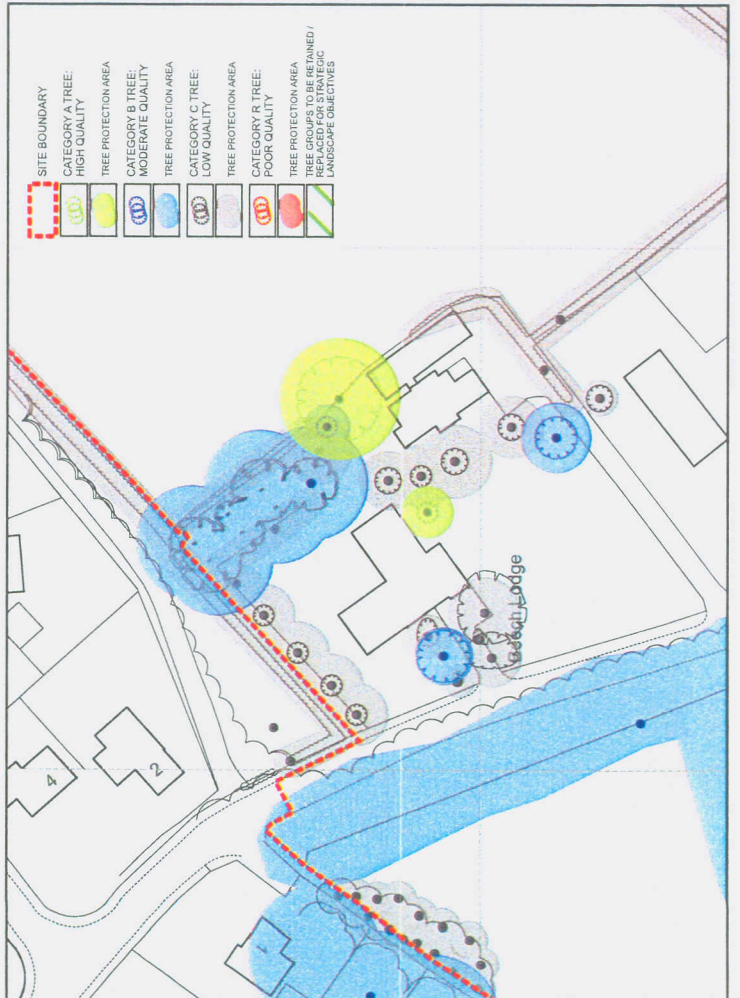 SITE BOUNDARY
CATEGORY A TREE:
HIGH QUALITY
TREE PROTECTION AREA
CATEGORY B TREE:
MODERATE QUALITY
TREE PROTECTION AREA
CATEGORY C TREE:
LOW QUALITY
TREE PROTECTION AREA
CATEGORY R TREE:
POOR QUALITY
TREE PROTECTION AREA
TREE GROUPS TO BE RETAINED /
REPLACED FOR STRATEGIC
LANDSCAPE OBJECTIVES
4
2
Beech Lodge
1